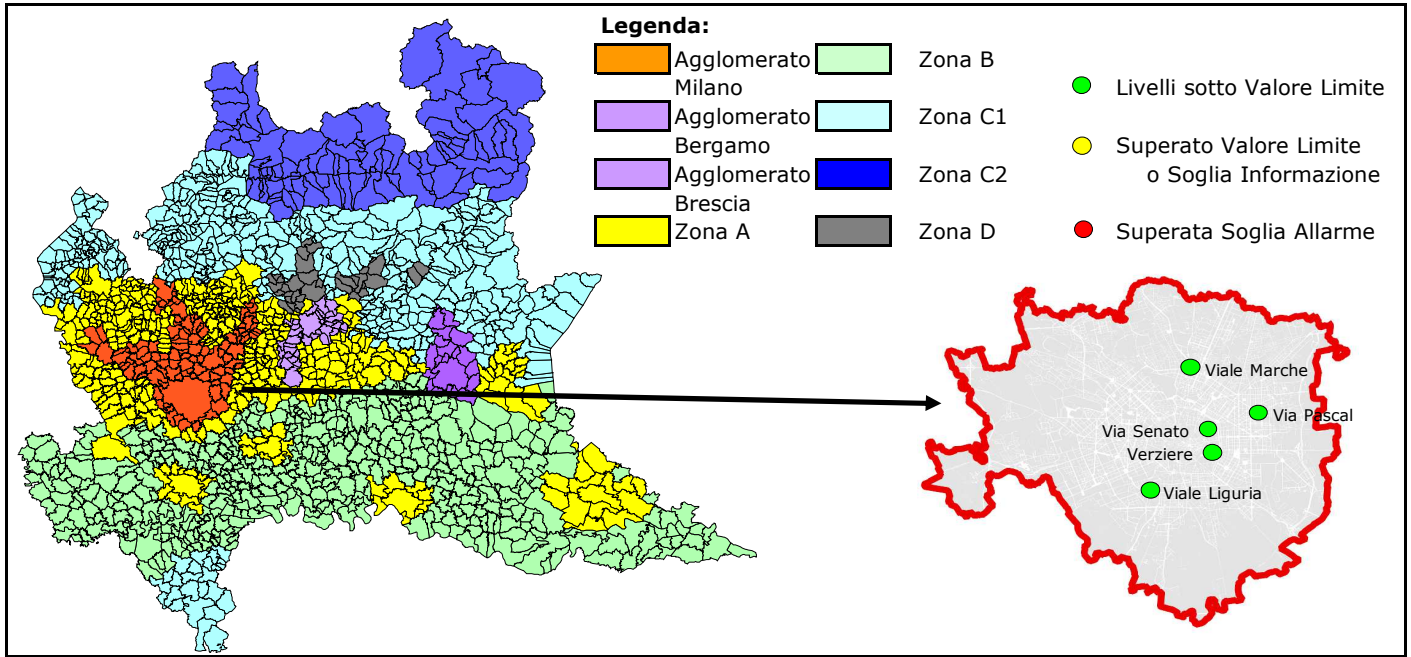 Legenda:
Agglomerato
Milano
Agglomerato
Bergamo
Agglomerato
Brescia
Zona A
Zona B
Zona C1
Zona C2
Zona D
Livelli sotto Valore Limite
Superato Valore Limite
o Soglia Informazione
Superata Soglia Allarme
Viale Marche
Via Pascal
Via Senato
Verziere
Viale Liguria